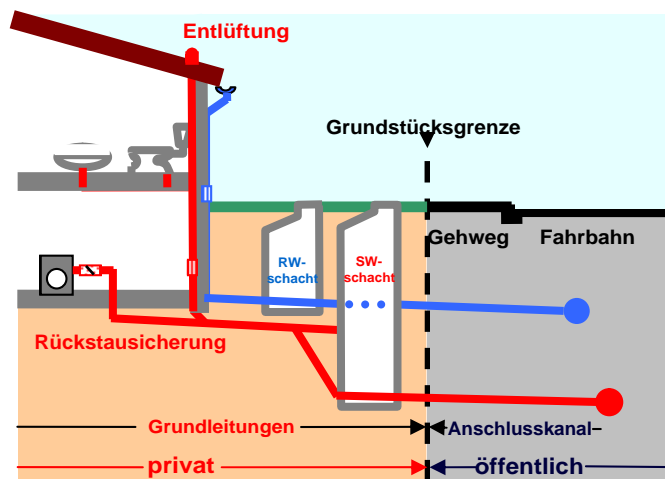 Entlüftung
Grundstücksgrenze
Gehweg Fahrbahn
RW-
schacht
SW-
schacht
Rückstausicherung
Grundleitungen
Anschlusskanal
privat
öffentlich